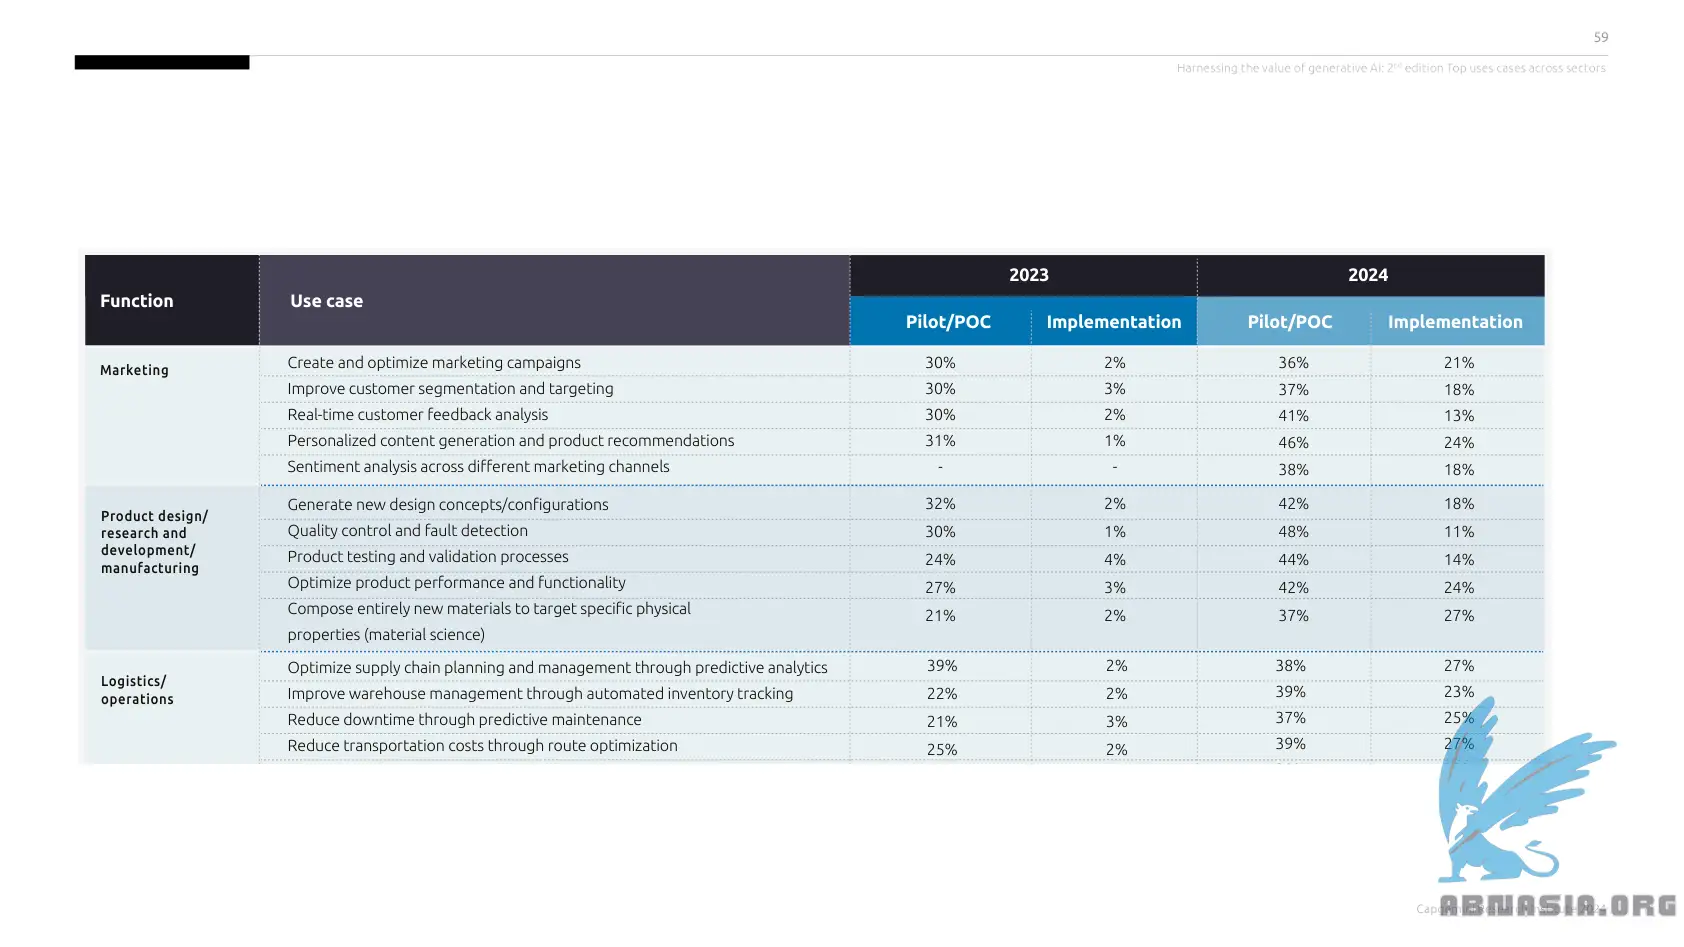 59
Harnessing the value of generative AI: 2nd edition Top uses cases across sectors
Function Use case 2023 2024
Pilot/POC Implementation Pilot/POC Implementation
Marketing
Create and optimize marketing campaigns 30% 2% 36% 21%
Improve customer segmentation and targeting 30% 3% 37% 18%
Real-time customer feedback analysis 30% 2% 41% 13%
Personalized content generation and product recommendations 31% 1% 46% 24%
Sentiment analysis across different marketing channels - - 38% 18%
Product design/
research and
development/
manufacturing
Generate new design concepts/configurations 32% 2% 42% 18%
Quality control and fault detection 30% 1% 48% 11%
Product testing and validation processes 24% 4% 44% 14%
Optimize product performance and functionality 27% 3% 42% 24%
Compose entirely new materials to target specific physical
properties (material science) 21% 2% 37% 27%
Logistics/
operations
Optimize supply chain planning and management through predictive analytics 39% 2% 38% 27%
Improve warehouse management through automated inventory tracking 22% 2% 39% 23%
Reduce downtime through predictive maintenance 21% 3% 37% 25%
Reduce transportation costs through route optimization 25% 2% 39% 27%
ABNASIA.ORG